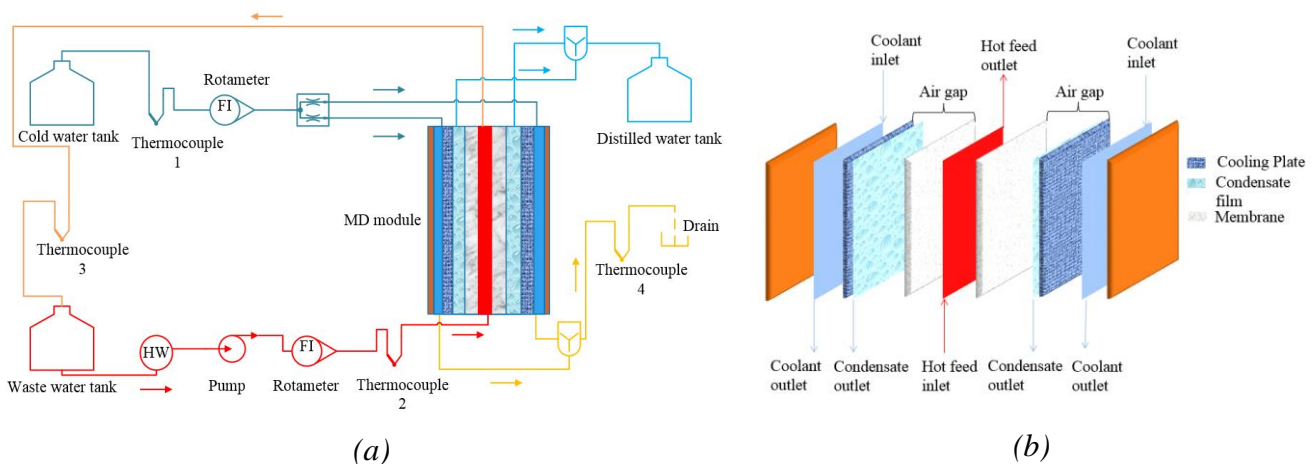 Cold water tank
Rotameter
FI
Thermocouple
1
Distilled water tank
MD module
Thermocouple
3
Drain
Thermocouple
4
Waste water tank
HW
Pump
FI
Rotameter
Thermocouple
2
(a)
Coolant
inlet
Hot feed
outlet
Coolant
inlet
Air gap
Air gap
Cooling Plate
Condensate
film
Membrane
Coolant
outlet
Condensate
outlet
Hot feed
inlet
Condensate
outlet
Coolant
outlet
(b)